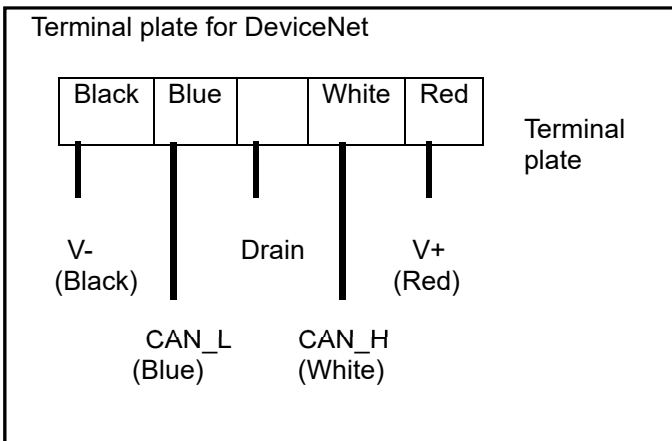 Terminal plate for DeviceNet
Black Blue White Red
Terminal
plate
V- Drain V+
(Black) (Red)
CAN_L CAN_H
(Blue) (White)